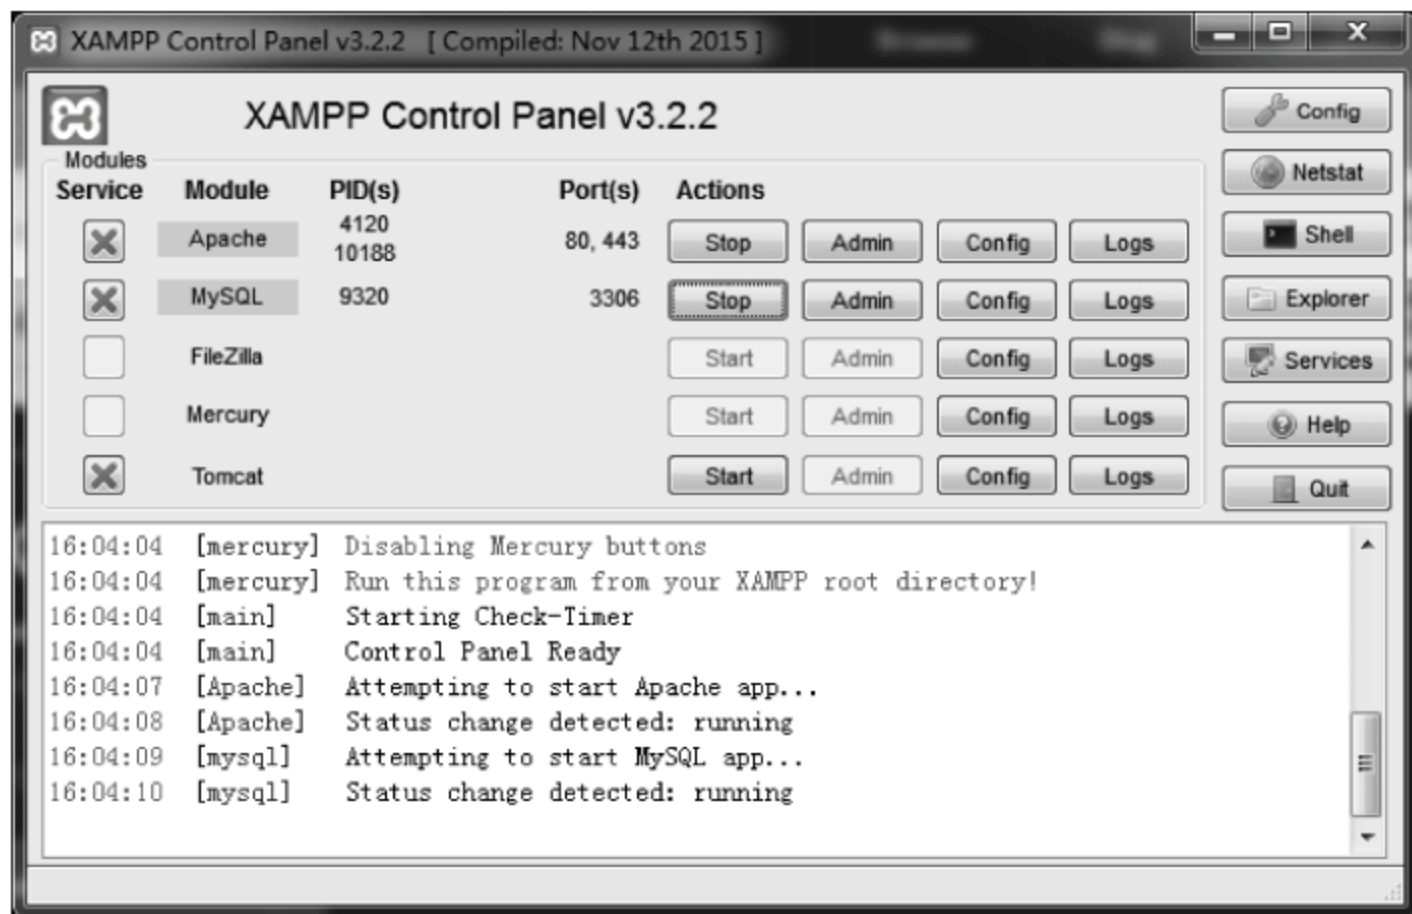 XAMPP Control Panel v3.2.2 [ Compiled: Nov 12th 2015 ]
XAMPP Control Panel v3.2.2
Config
Modules
Netstat
Service Module PID(s) Port(s) Actions
Apache 4120 10188 80, 443 Stop Admin Config Logs
Shell
MySQL 9320 3306 Stop Admin Config Logs
Explorer
FileZilla Start Admin Config Logs
Services
Mercury Start Admin Config Logs
Help
Tomcat Start Admin Config Logs
Quit
16:04:04 [mercury] Disabling Mercury buttons
16:04:04 [mercury] Run this program from your XAMPP root directory!
16:04:04 [main] Starting Check-Timer
16:04:04 [main] Control Panel Ready
16:04:07 [Apache] Attempting to start Apache app...
16:04:08 [Apache] Status change detected: running
16:04:09 [mysql] Attempting to start MySQL app...
16:04:10 [mysql] Status change detected: running